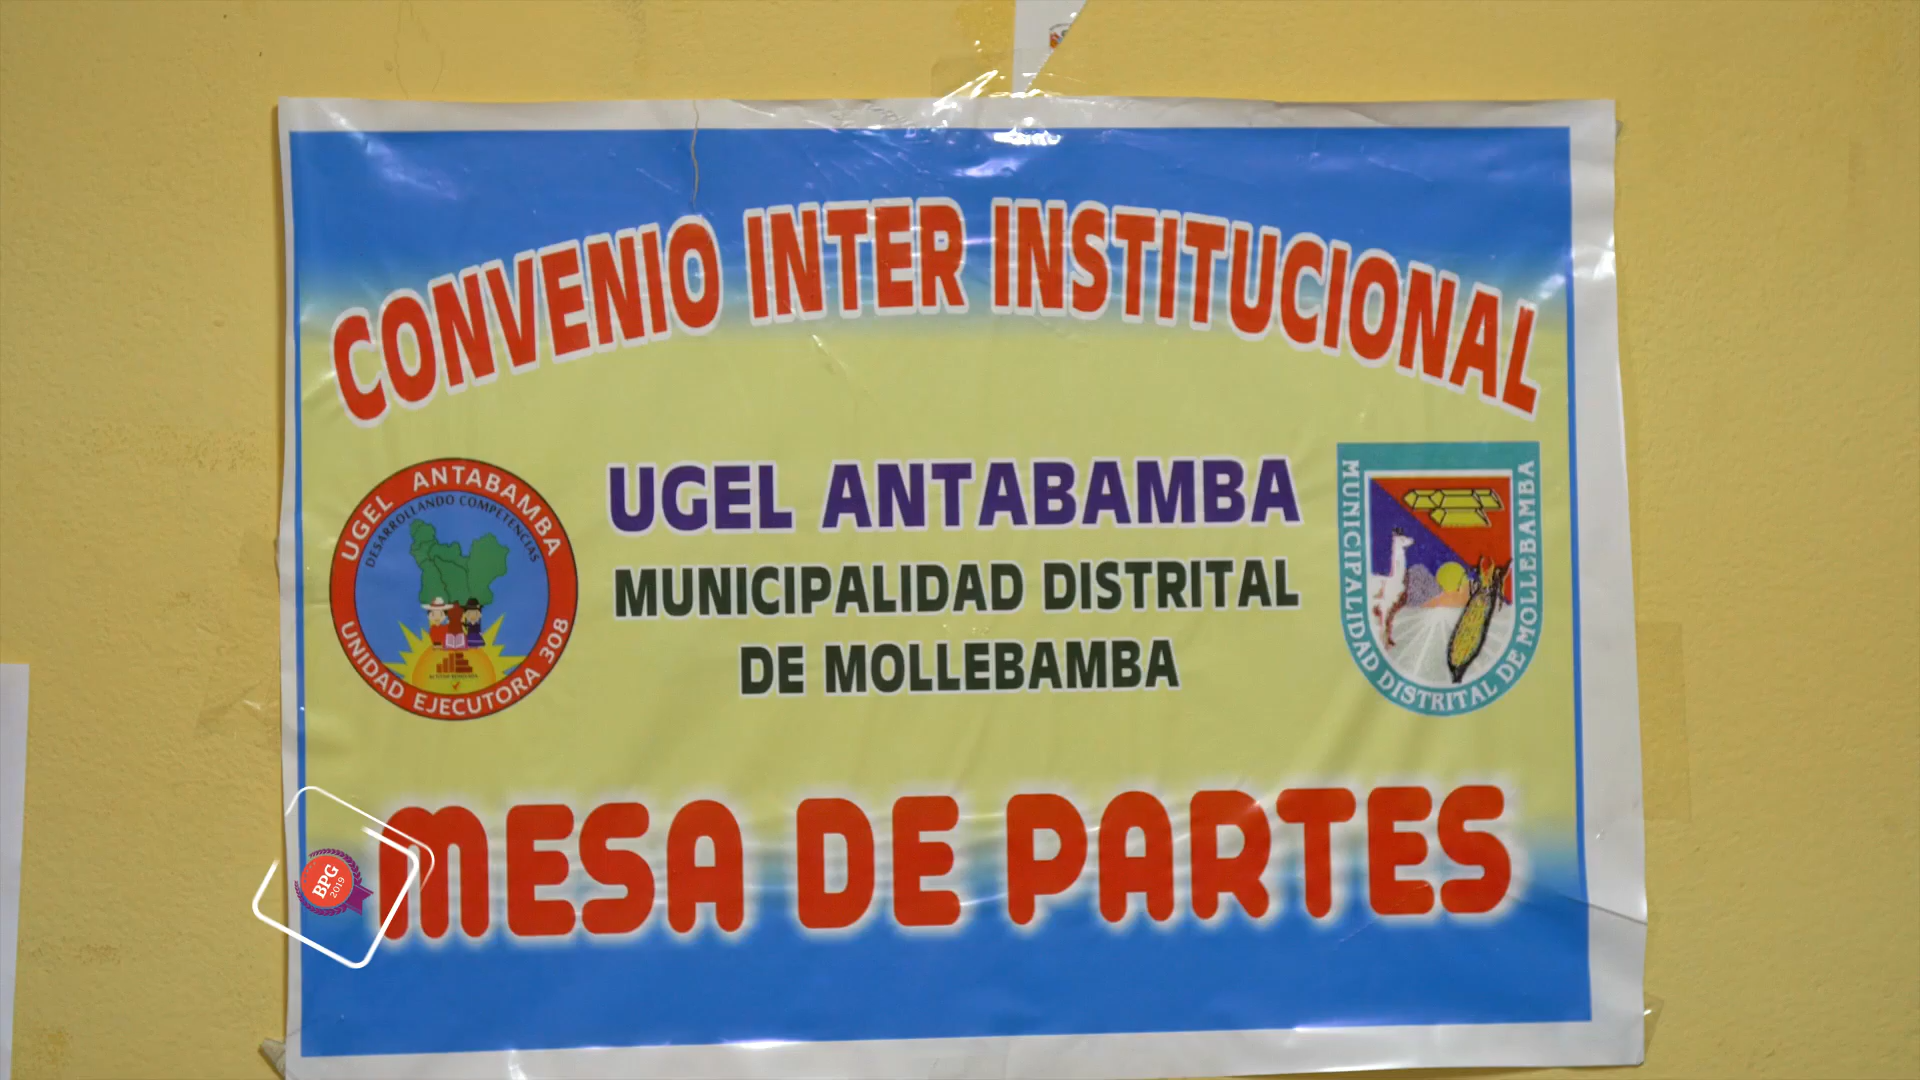 CONVENIO INTER INSTITUCIONAL
UGEL ANTABAMBA
DESARROLLANDO COMPETENCIAS
UNIDAD EJECUTORA 308
UGEL ANTABAMBA
MUNICIPALIDAD DISTRITAL
DE MOLLEBAMBA
MUNICIPALIDAD DISTRITAL DE MOLLEBAMBA
MESA DE PARTES
BPG
2019